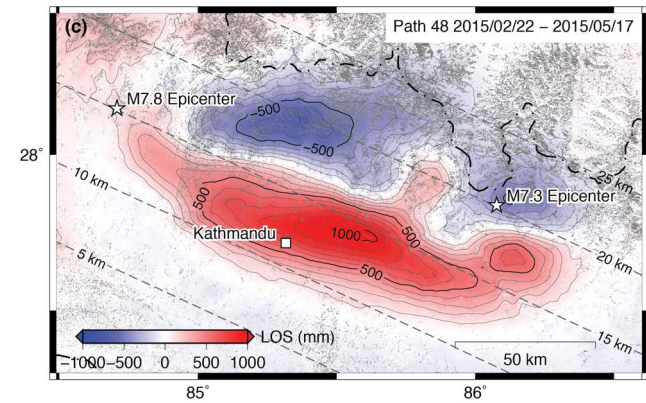 (c)
Path 48 2015/02/22 − 2015/05/17
M7.8 Epicenter
−500
−500
28°
25 km
10 km
500
M7.3 Epicenter
Kathmandu
1000
500
500
20 km
5 km
LOS (mm)
15 km
−1000 −500 0 500 1000
50 km
85°
86°